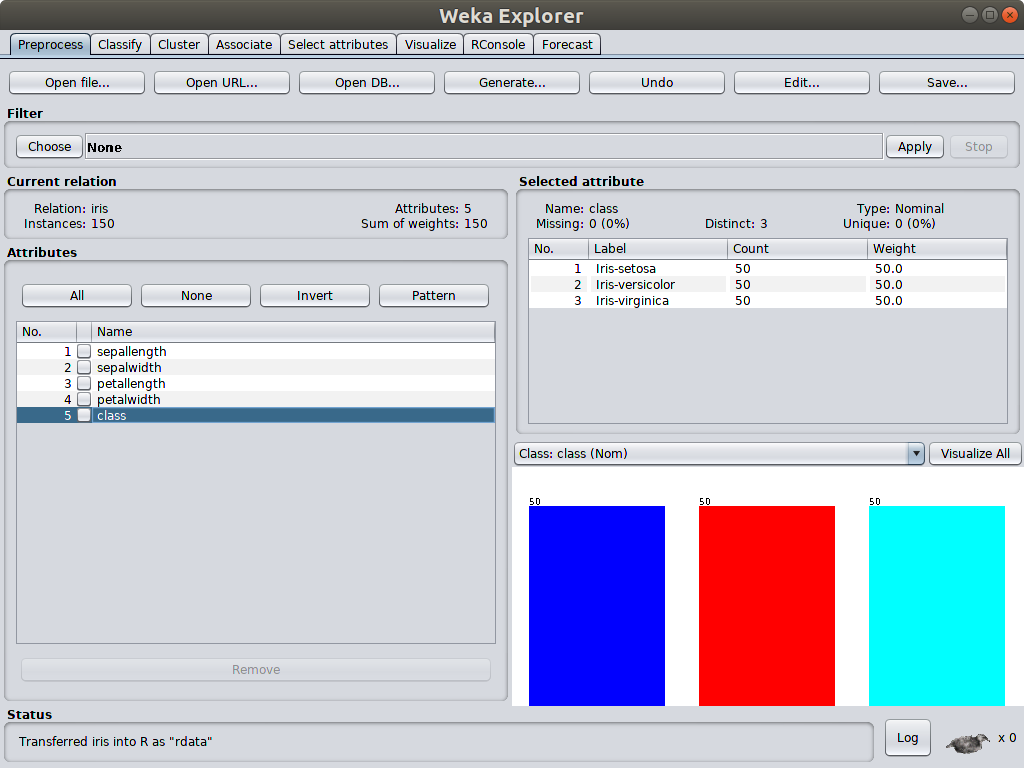 Weka Explorer
Preprocess Classify Cluster Associate Select attributes Visualize RConsole Forecast
Open file... Open URL... Open DB... Generate... Undo Edit... Save...
Filter
Choose None Apply Stop
Current relation
Relation: iris Attributes: 5
Instances: 150 Sum of weights: 150
Attributes
All None Invert Pattern
No. Name
1 sepallength
2 sepalwidth
3 petallength
4 petalwidth
5 class
Remove
Selected attribute
Name: class Type: Nominal
Missing: 0 (0%) Distinct: 3 Unique: 0 (0%)
No. Label Count Weight
1 Iris-setosa 50 50.0
2 Iris-versicolor 50 50.0
3 Iris-virginica 50 50.0
Class: class (Nom) Visualize All
50 50 50
Status
Transferred iris into R as "rdata" Log x 0